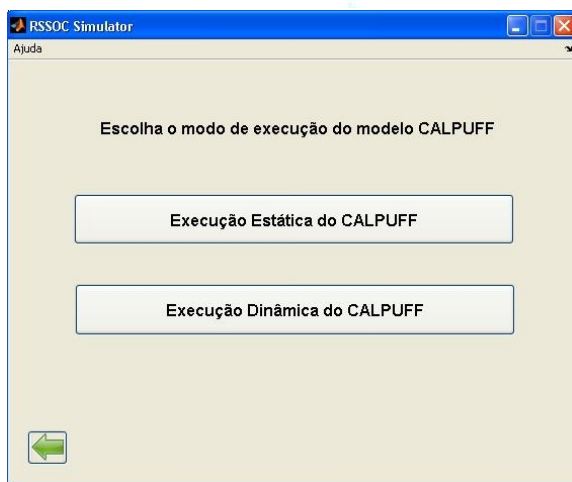 RSSOC Simulator
Ajuda
Escolha o modo de execução do modelo CALPUFF
Execução Estática do CALPUFF
Execução Dinâmica do CALPUFF